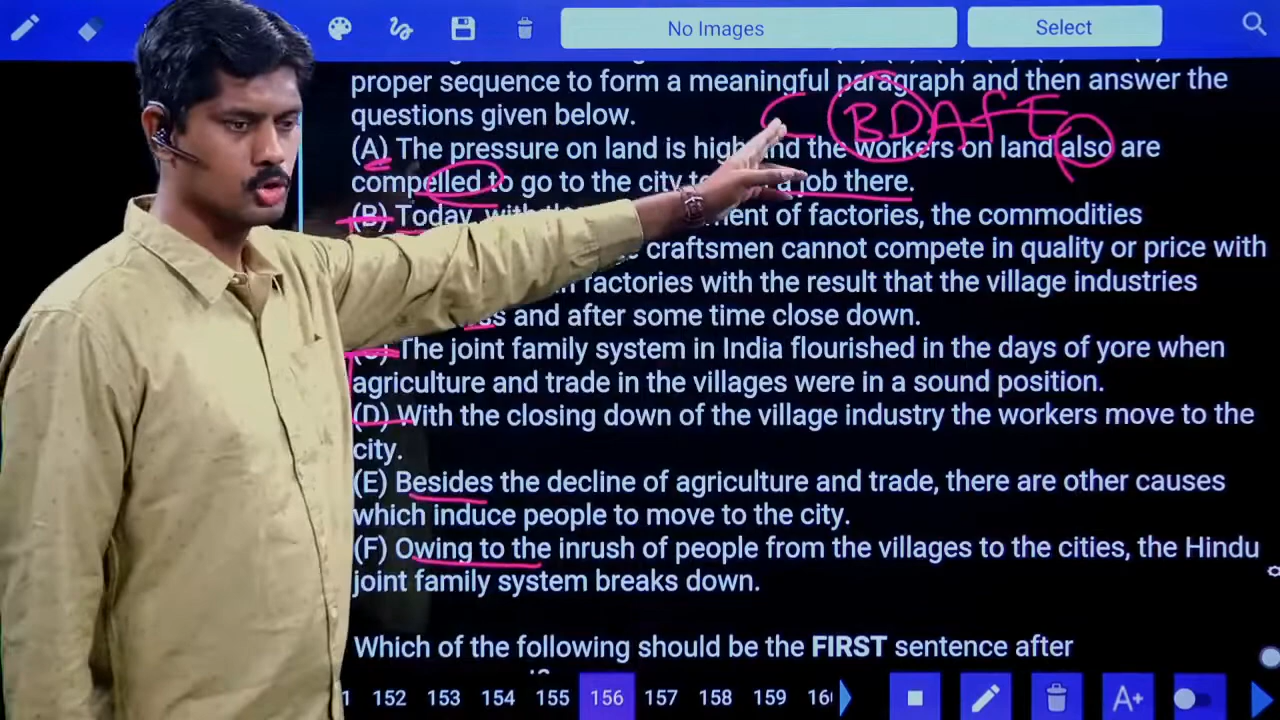 No Images
Select
proper sequence to form a meaningful paragraph and then answer the
questions given below.
C BDAFE
(A) The pressure on land is high and the workers on land also are
compelled to go to the city to a job there.
(B) Today, of factories, the commodities
craftsmen cannot compete in quality or price with
factories with the result that the village industries
and after some time close down.
The joint family system in India flourished in the days of yore when
agriculture and trade in the villages were in a sound position.
(D) With the closing down of the village industry the workers move to the
city.
(E) Besides the decline of agriculture and trade, there are other causes
which induce people to move to the city.
(F) Owing to the inrush of people from the villages to the cities, the Hindu
joint family system breaks down.
Which of the following should be the FIRST sentence after
152 153 154 155 156 157 158 159
A+